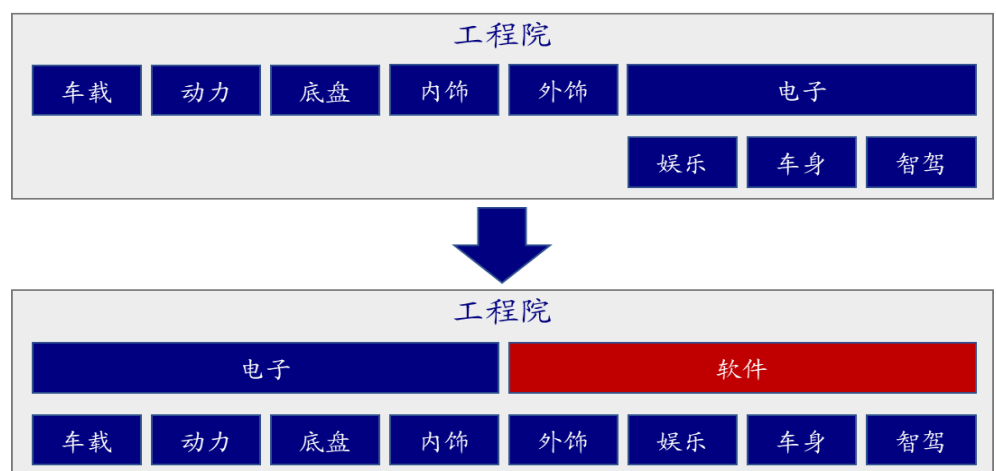 工程院
车载 动力 底盘 内饰 外饰 电子
娱乐 车身 智驾
工程院
电子 软件
车载 动力 底盘 内饰 外饰 娱乐 车身 智驾